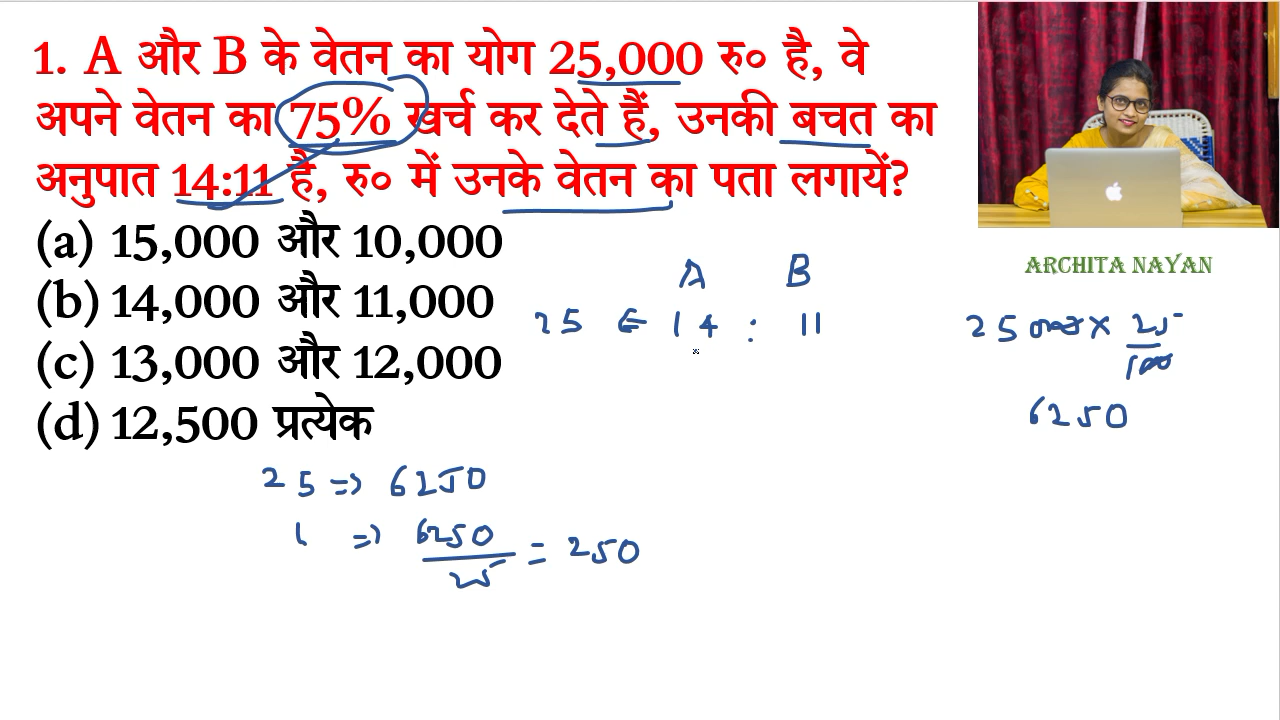 1. A और B के वेतन का योग 25,000 रु० है, वे
अपने वेतन का 75% खर्च कर देते हैं, उनकी बचत का
अनुपात 14:11 है, रु० में उनके वेतन का पता लगायें?
(a) 15,000 और 10,000
(b) 14,000 और 11,000
(c) 13,000 और 12,000
(d) 12,500 प्रत्येक
ARCHITA NAYAN
A B
25 ⇐ 14 : 11
25000 × 25/100
6250
25 ⇒ 6250
1 ⇒ 6250/25 = 250